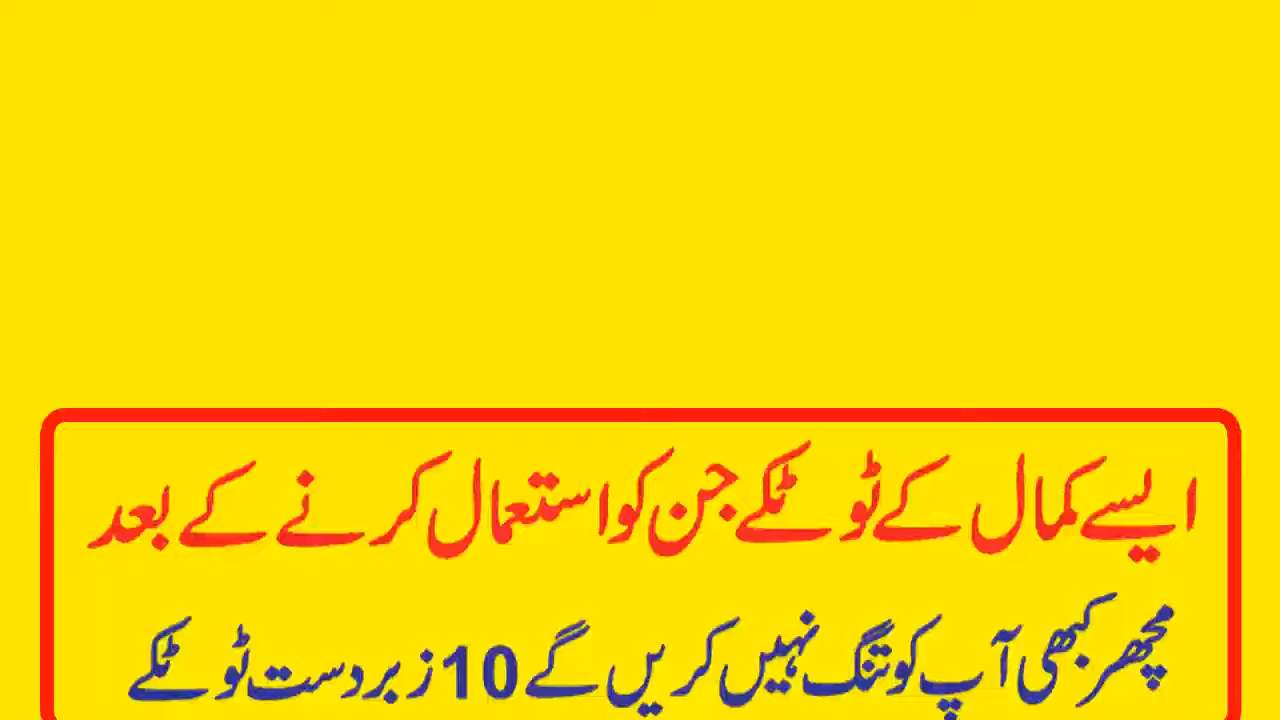 ایسے کمال کے ٹوٹکے جن کو استعمال کرنے کے بعد
مچھر کبھی آپ کو تنگ نہیں کریں گے 10 زبردست ٹوٹکے